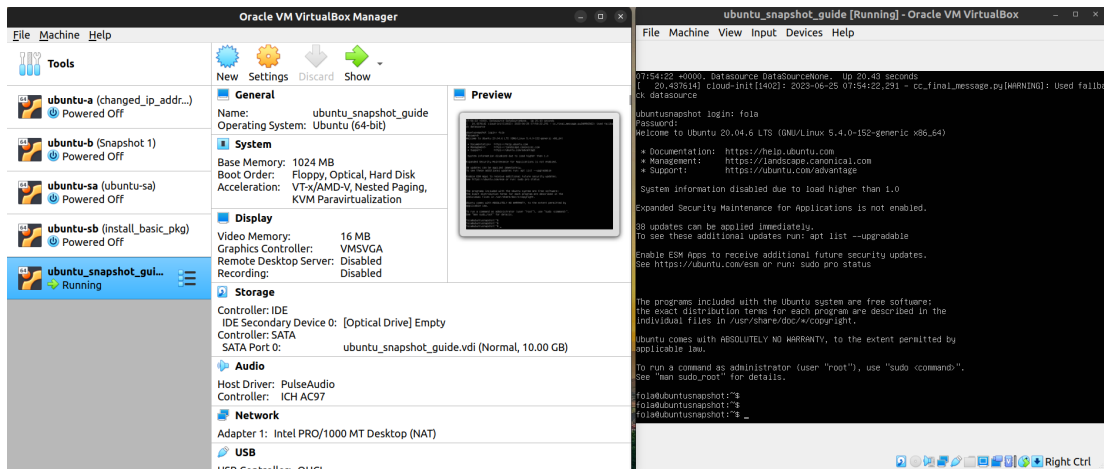 Oracle VM VirtualBox Manager
File Machine Help
Tools
New Settings Discard Show
ubuntu-a (changed_ip_addr...)
Powered Off
ubuntu-b (Snapshot 1)
Powered Off
ubuntu-sa (ubuntu-sa)
Powered Off
ubuntu-sb (install_basic_pkg)
Powered Off
ubuntu_snapshot_gui...
Running
General
Name: ubuntu_snapshot_guide
Operating System: Ubuntu (64-bit)
System
Base Memory: 1024 MB
Boot Order: Floppy, Optical, Hard Disk
Acceleration: VT-x/AMD-V, Nested Paging,
KVM Paravirtualization
Display
Video Memory: 16 MB
Graphics Controller: VMSVGA
Remote Desktop Server: Disabled
Recording: Disabled
Storage
Controller: IDE
IDE Secondary Device 0: [Optical Drive] Empty
Controller: SATA
SATA Port 0: ubuntu_snapshot_guide.vdi (Normal, 10.00 GB)
Audio
Host Driver: PulseAudio
Controller: ICH AC97
Network
Adapter 1: Intel PRO/1000 MT Desktop (NAT)
USB
USB Controller: OHCI
Preview
ubuntu_snapshot_guide [Running] - Oracle VM VirtualBox
File Machine View Input Devices Help
07:54:22 +0000. Datasource DataSourceNone. Up 20.43 seconds
[ 20.437614] cloud-init[1402]: 2023-06-25 07:54:22,291 - cc_final_message.py[WARNING]: Used fallba
ck datasource
ubuntusnapshot login: fola
Password:
Welcome to Ubuntu 20.04.6 LTS (GNU/Linux 5.4.0-152-generic x86_64)
* Documentation: https://help.ubuntu.com
* Management: https://landscape.canonical.com
* Support: https://ubuntu.com/advantage
System information disabled due to load higher than 1.0
Expanded Security Maintenance for Applications is not enabled.
38 updates can be applied immediately.
To see these additional updates run: apt list --upgradable
Enable ESM Apps to receive additional future security updates.
See https://ubuntu.com/esm or run: sudo pro status
The programs included with the Ubuntu system are free software;
the exact distribution terms for each program are described in the
individual files in /usr/share/doc/*/copyright.
Ubuntu comes with ABSOLUTELY NO WARRANTY, to the extent permitted by
applicable law.
To run a command as administrator (user "root"), use "sudo <command>".
See "man sudo_root" for details.
fola@ubuntusnapshot:~$
fola@ubuntusnapshot:~$
fola@ubuntusnapshot:~$ _
Right Ctrl